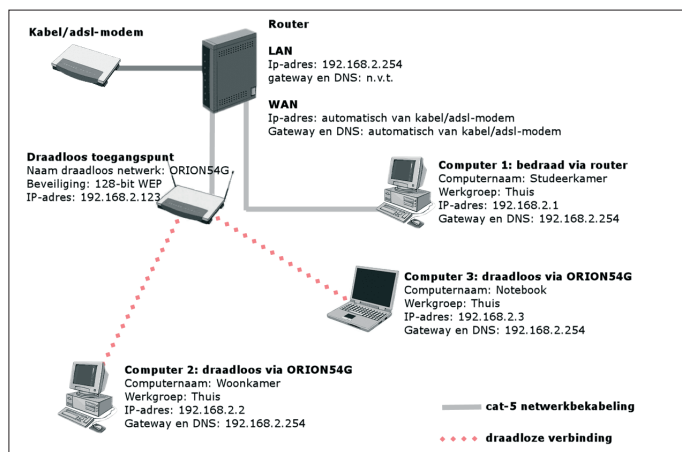 Kabel/adsl-modem
Router
LAN
Ip-adres: 192.168.2.254
gateway en DNS: n.v.t.
WAN
Ip-adres: automatisch van kabel/adsl-modem
Gateway en DNS: automatisch van kabel/adsl-modem
Draadloos toegangspunt
Naam draadloos netwerk: ORION54G
Beveiliging: 128-bit WEP
IP-adres: 192.168.2.123
Computer 1: bedraad via router
Computernaam: Studeerkamer
Werkgroep: Thuis
IP-adres: 192.168.2.1
Gateway en DNS: 192.168.2.254
Computer 3: draadloos via ORION54G
Computernaam: Notebook
Werkgroep: Thuis
IP-adres: 192.168.2.3
Gateway en DNS: 192.168.2.254
Computer 2: draadloos via ORION54G
Computernaam: Woonkamer
Werkgroep: Thuis
IP-adres: 192.168.2.2
Gateway en DNS: 192.168.2.254
cat-5 netwerkbekabeling
draadloze verbinding